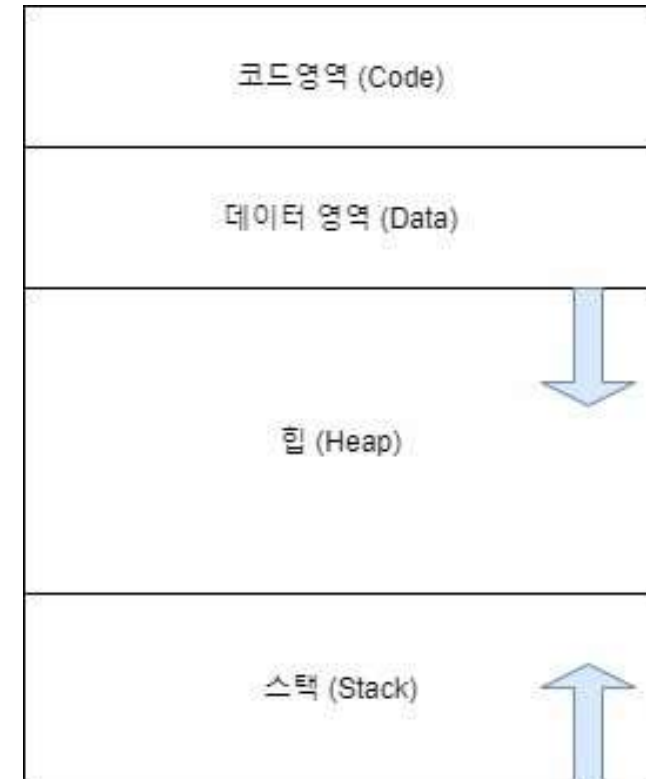 코드영역 (Code)
데이터 영역 (Data)
힙 (Heap)
스택 (Stack)